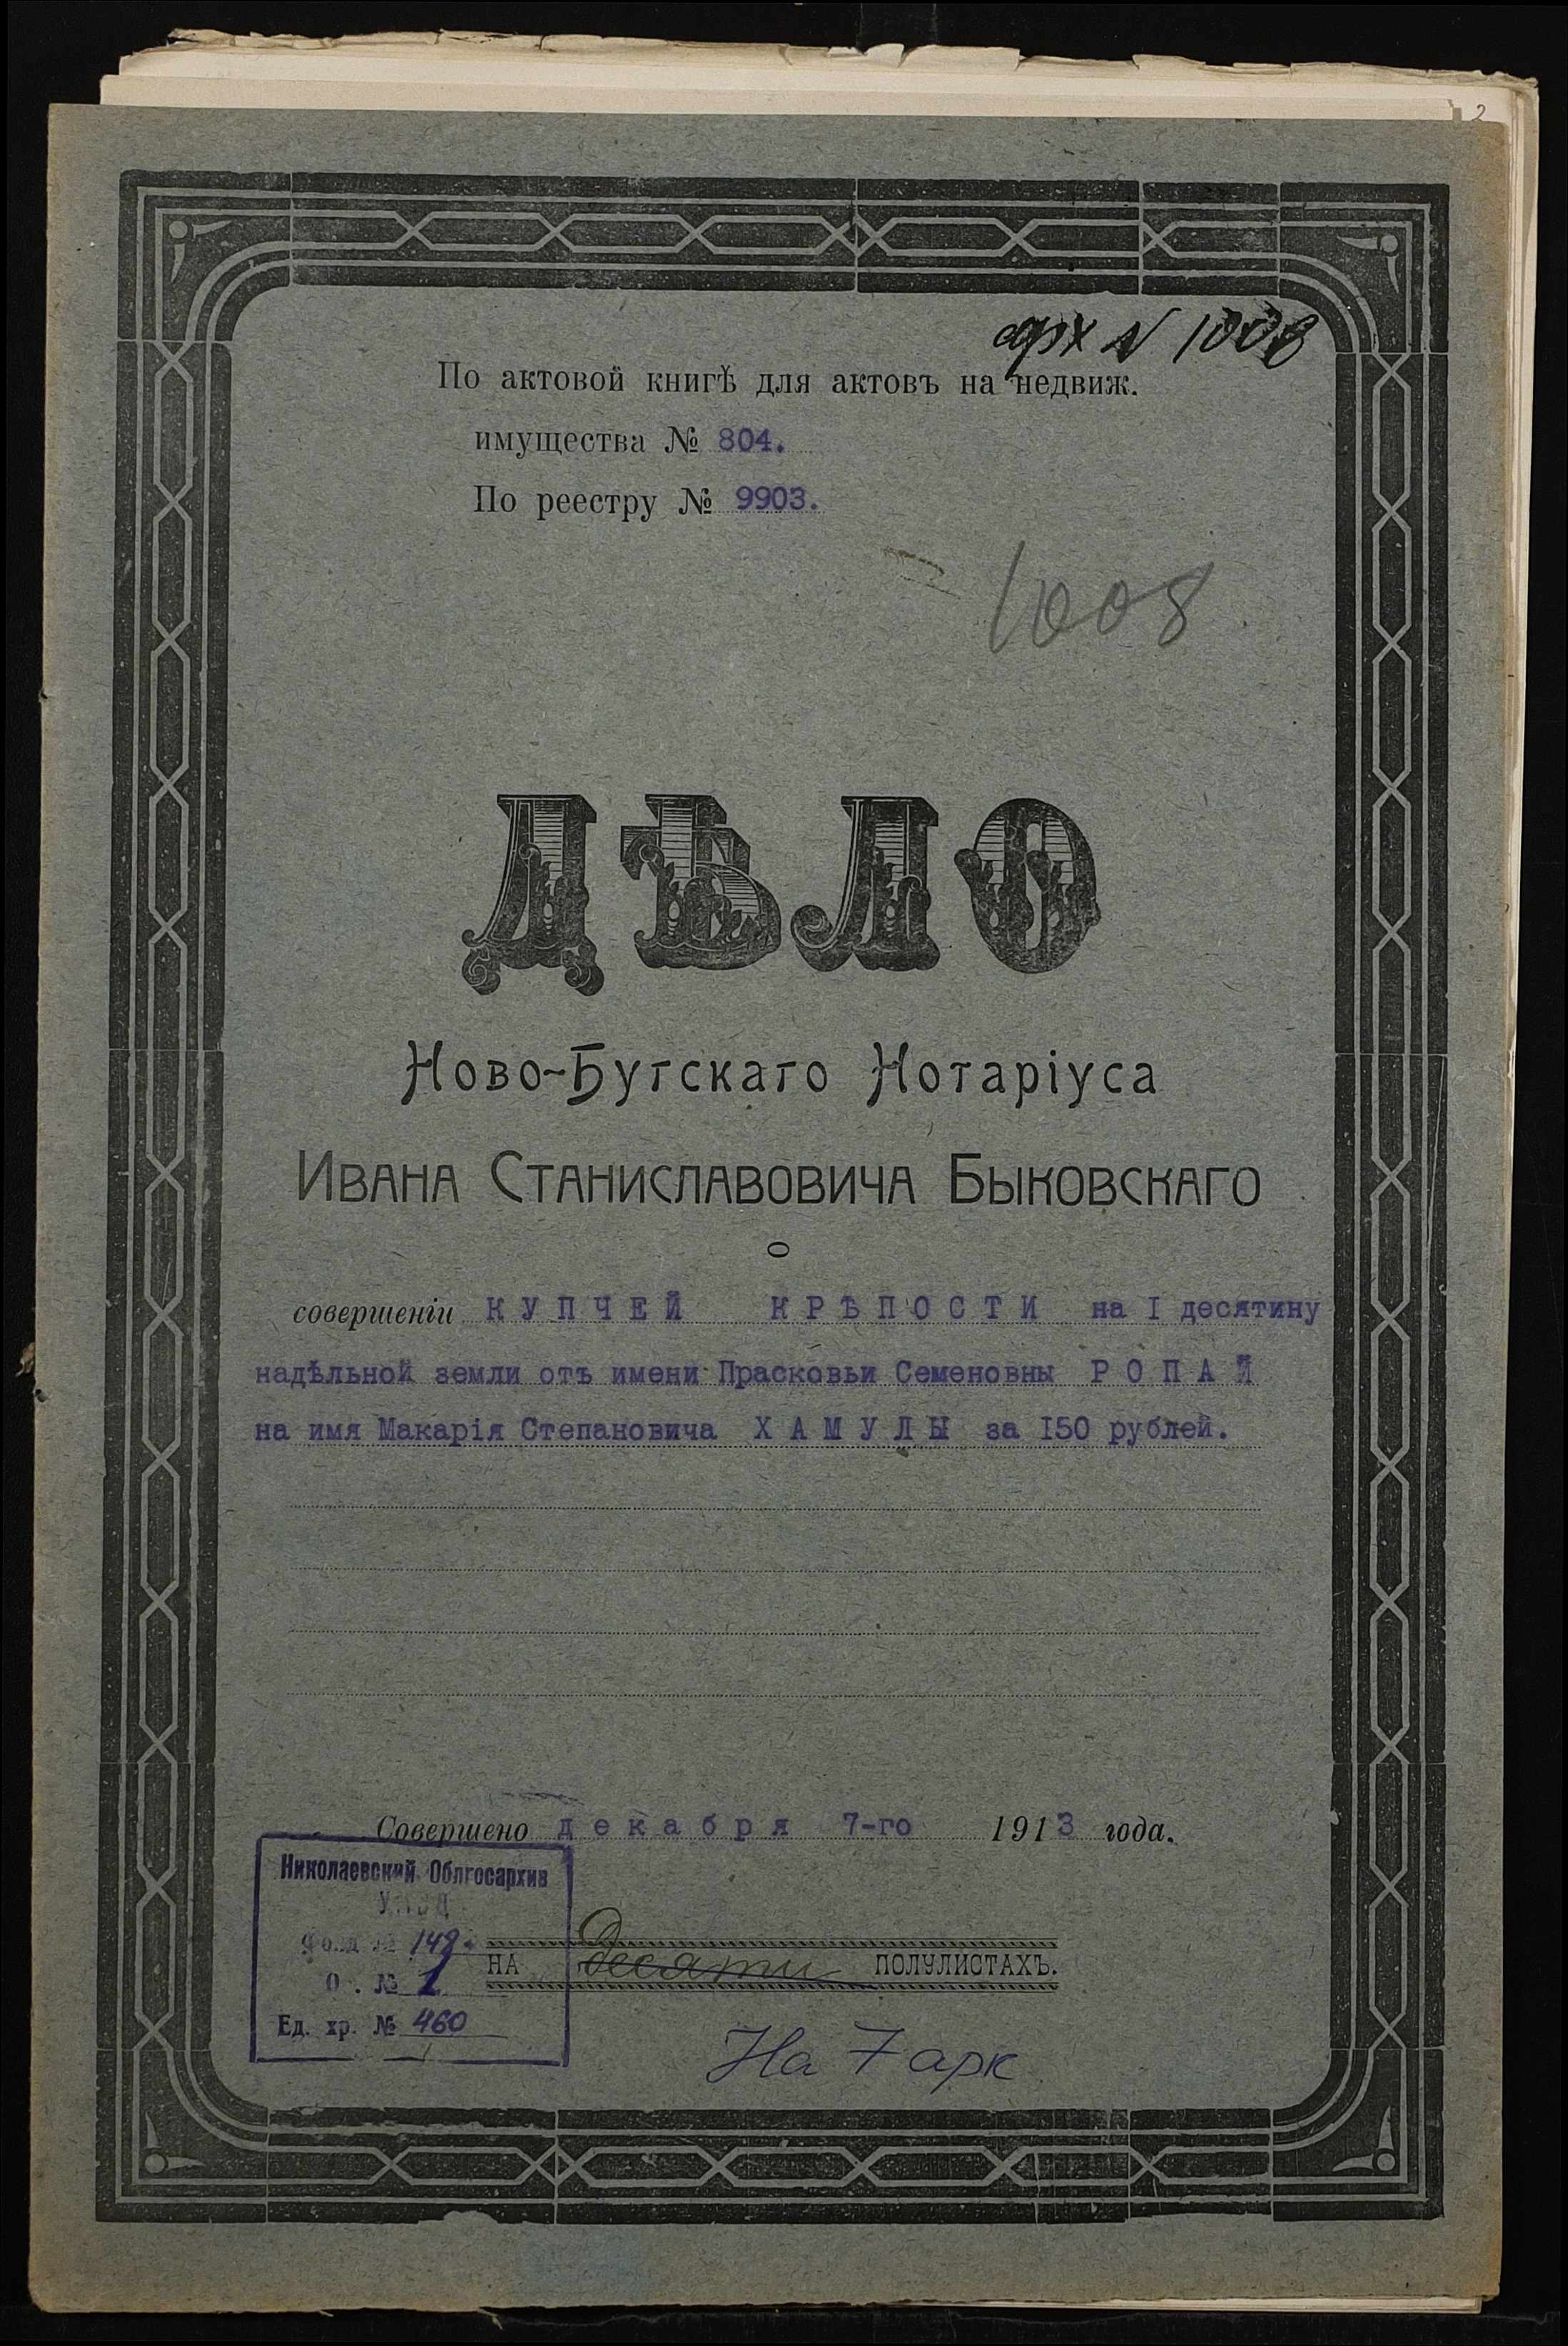 2
арх N 1008
По актовой книгѣ для актовъ на недвиж.
имущества № 804.
По реестру № 9903.
1008
ДѢЛО
Ново-Бугскаго Нотаріуса
Ивана Станиславовича Быковскаго
о
совершеніи КУПЧЕЙ КРѢПОСТИ на I десятину
надѣльной земли отъ имени Прасковьи Семеновны РОПАЙ
на имя Макарія Степановича ХАМУЛЫ за I50 рублей.
Совершено декабря 7-го 1913 года.
Николаевский Облгосархив
Фонд № 149
О . № 1
Ед. хр. № 460
НА десяти ПОЛУЛИСТАХЪ.
На 7 арк